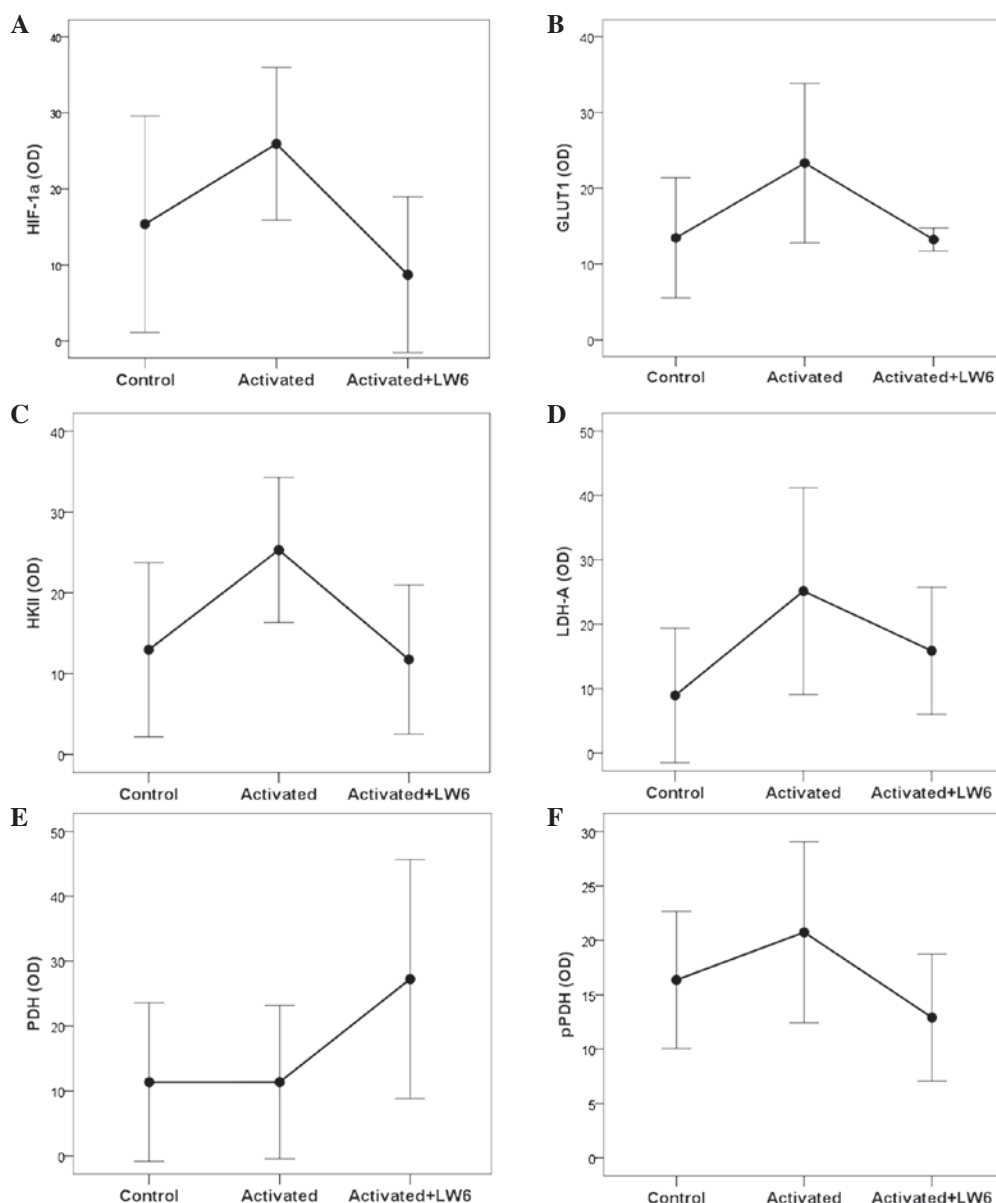 A
40
30
20
10
0
HIF-1a (OD)
Control Activated Activated+LW6
B
40
30
20
10
0
GLUT1 (OD)
Control Activated Activated+LW6
C
40
30
20
10
0
HKII (OD)
Control Activated Activated+LW6
D
50
40
30
20
10
0
LDH-A (OD)
Control Activated Activated+LW6
E
50
40
30
20
10
0
PDH (OD)
Control Activated Activated+LW6
F
30
25
20
15
10
5
0
pPDH (OD)
Control Activated Activated+LW6